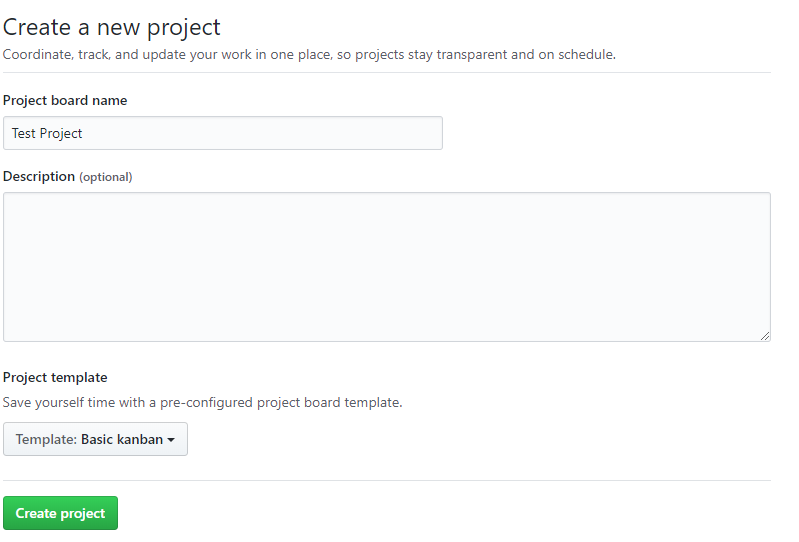 Create a new project
Coordinate, track, and update your work in one place, so projects stay transparent and on schedule.
Project board name
Test Project
Description (optional)
Project template
Save yourself time with a pre-configured project board template.
Template: Basic kanban
Create project